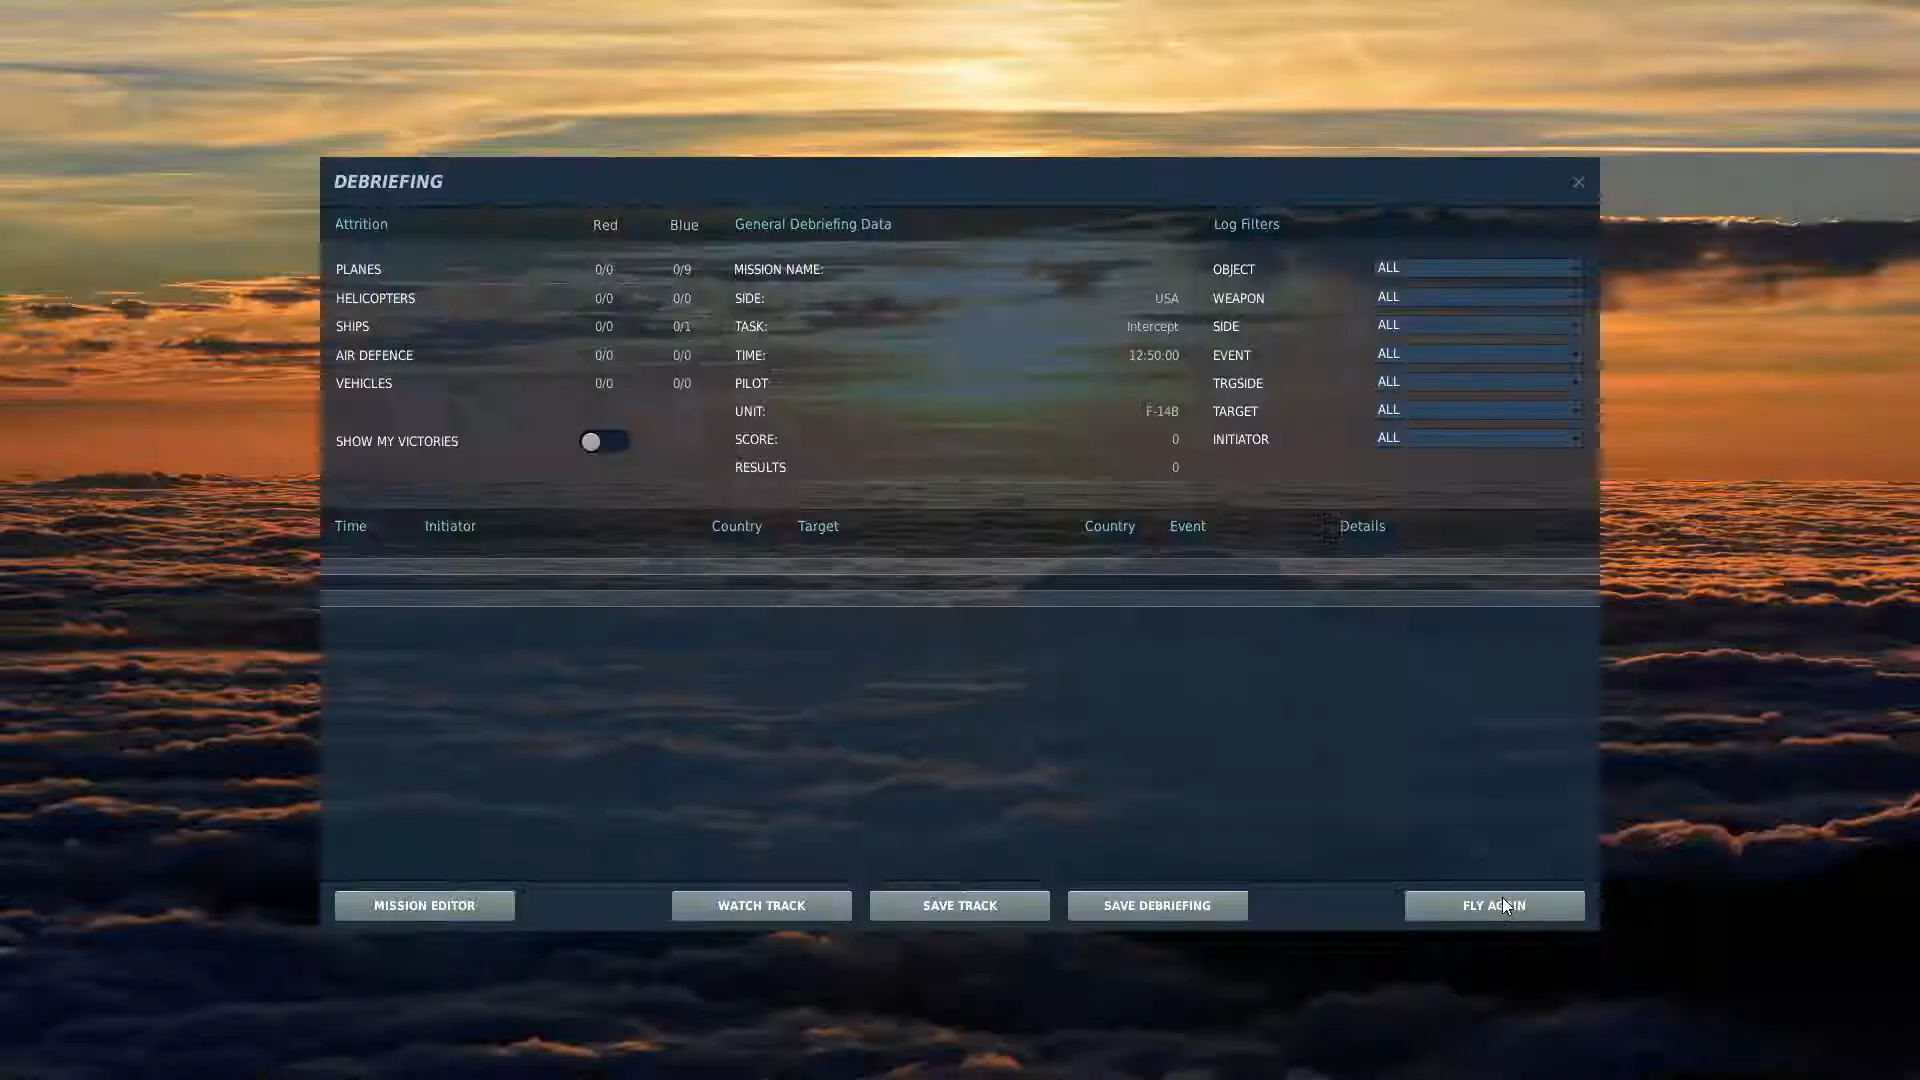 DEBRIEFING
Attrition Red Blue General Debriefing Data Log Filters
PLANES 0/0 0/9 MISSION NAME: OBJECT ALL
HELICOPTERS 0/0 0/0 SIDE: USA WEAPON ALL
SHIPS 0/0 0/1 TASK: Intercept SIDE ALL
AIR DEFENCE 0/0 0/0 TIME: 12:50:00 EVENT ALL
VEHICLES 0/0 0/0 PILOT TRGSIDE ALL
UNIT: F-14B TARGET ALL
SHOW MY VICTORIES SCORE: 0 INITIATOR ALL
RESULTS 0
Time Initiator Country Target Country Event Details
MISSION EDITOR WATCH TRACK SAVE TRACK SAVE DEBRIEFING FLY AGAIN